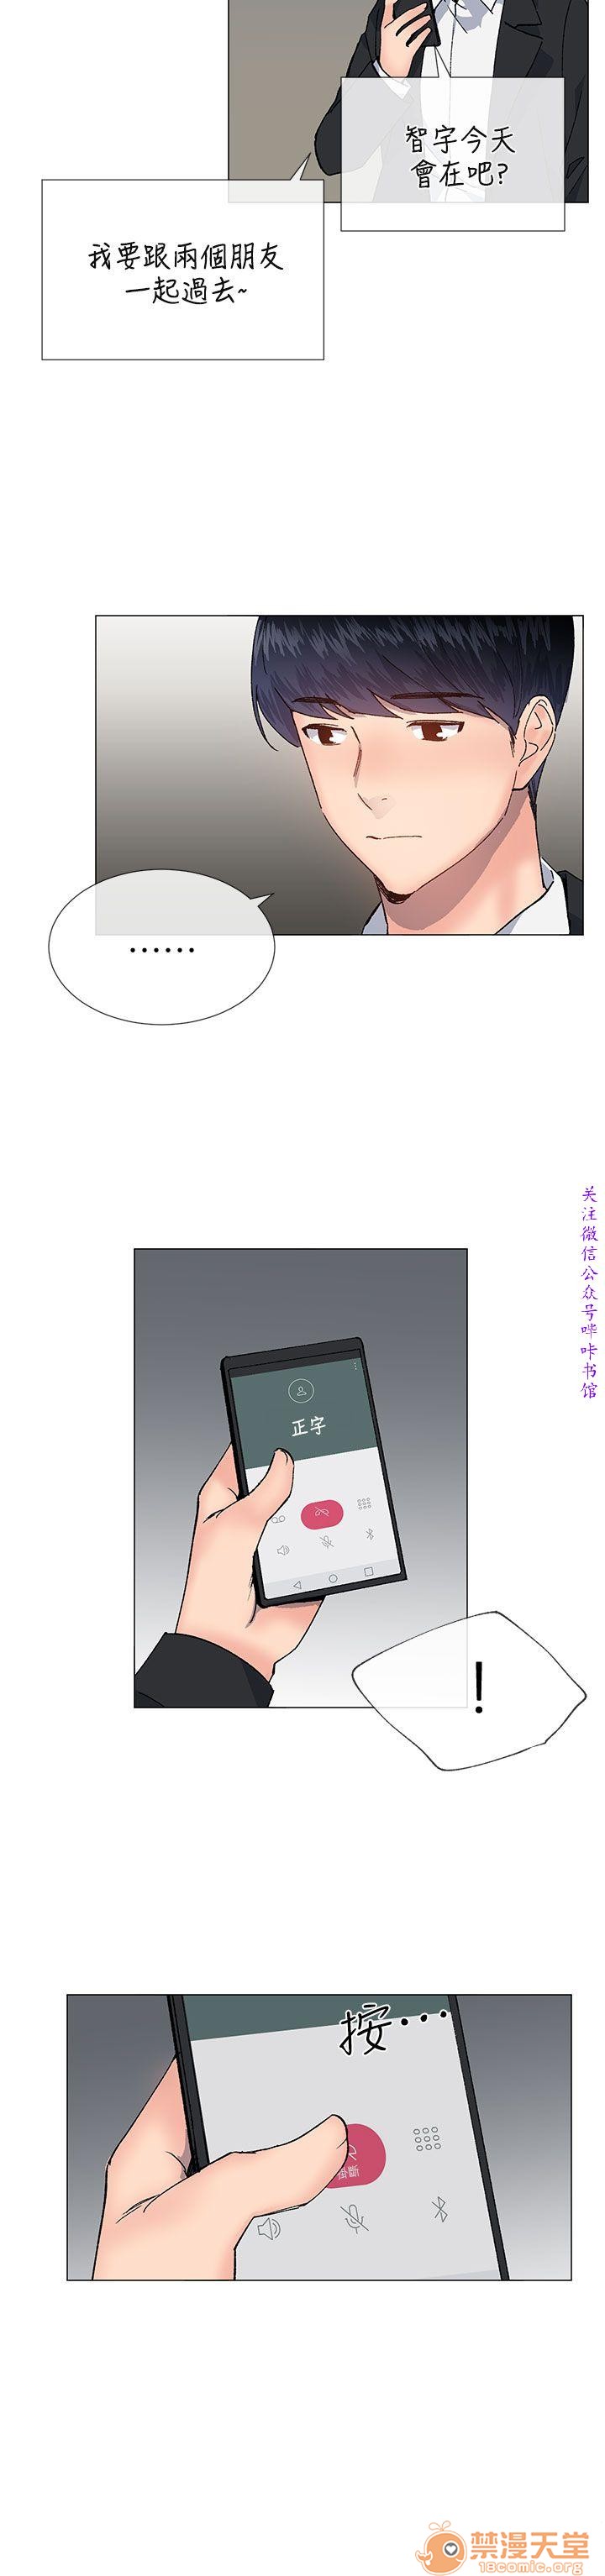 智宇今天
會在吧?
我要跟兩個朋友
一起過去~
......
关注微信公众号哔咔书馆
正宇
!
按...
禁漫天堂
18comic.org